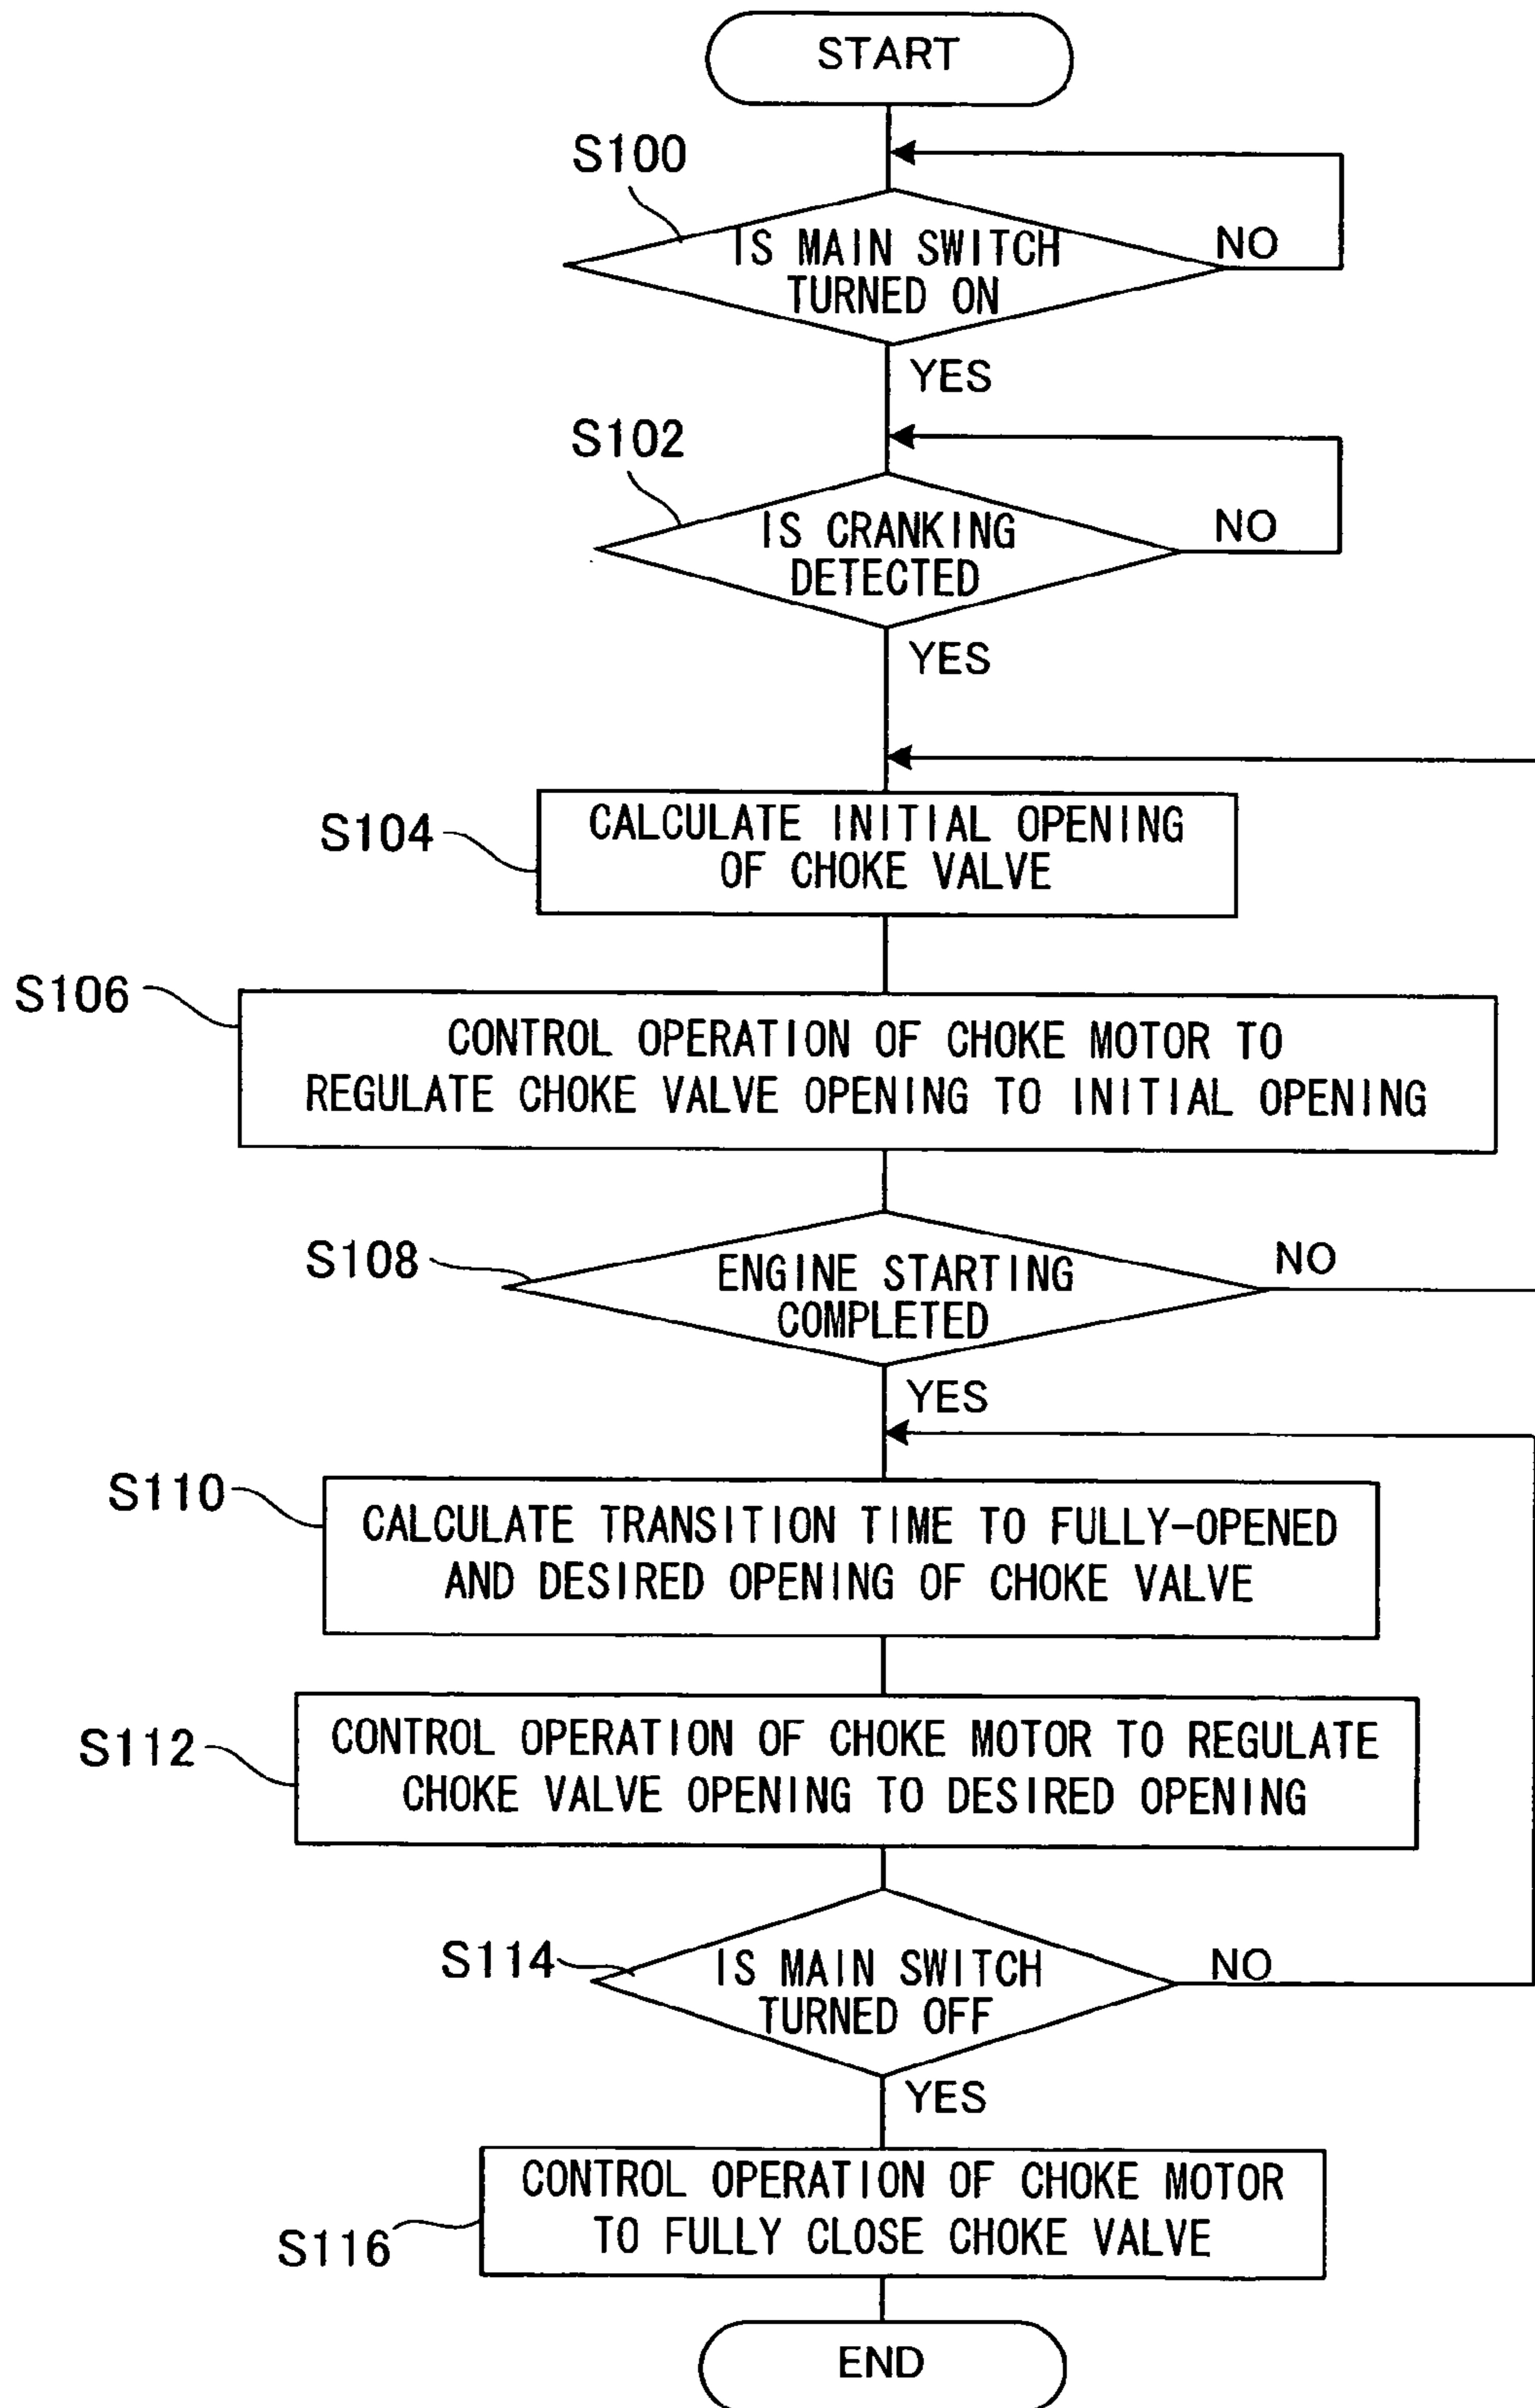 START
S100
IS MAIN SWITCH
TURNED ON
NO
YES
S102
IS CRANKING
DETECTED
NO
YES
S104
CALCULATE INITIAL OPENING
OF CHOKE VALVE
S106
CONTROL OPERATION OF CHOKE MOTOR TO
REGULATE CHOKE VALVE OPENING TO INITIAL OPENING
S108
ENGINE STARTING
COMPLETED
NO
YES
S110
CALCULATE TRANSITION TIME TO FULLY-OPENED
AND DESIRED OPENING OF CHOKE VALVE
S112
CONTROL OPERATION OF CHOKE MOTOR TO REGULATE
CHOKE VALVE OPENING TO DESIRED OPENING
S114
IS MAIN SWITCH
TURNED OFF
NO
YES
S116
CONTROL OPERATION OF CHOKE MOTOR
TO FULLY CLOSE CHOKE VALVE
END